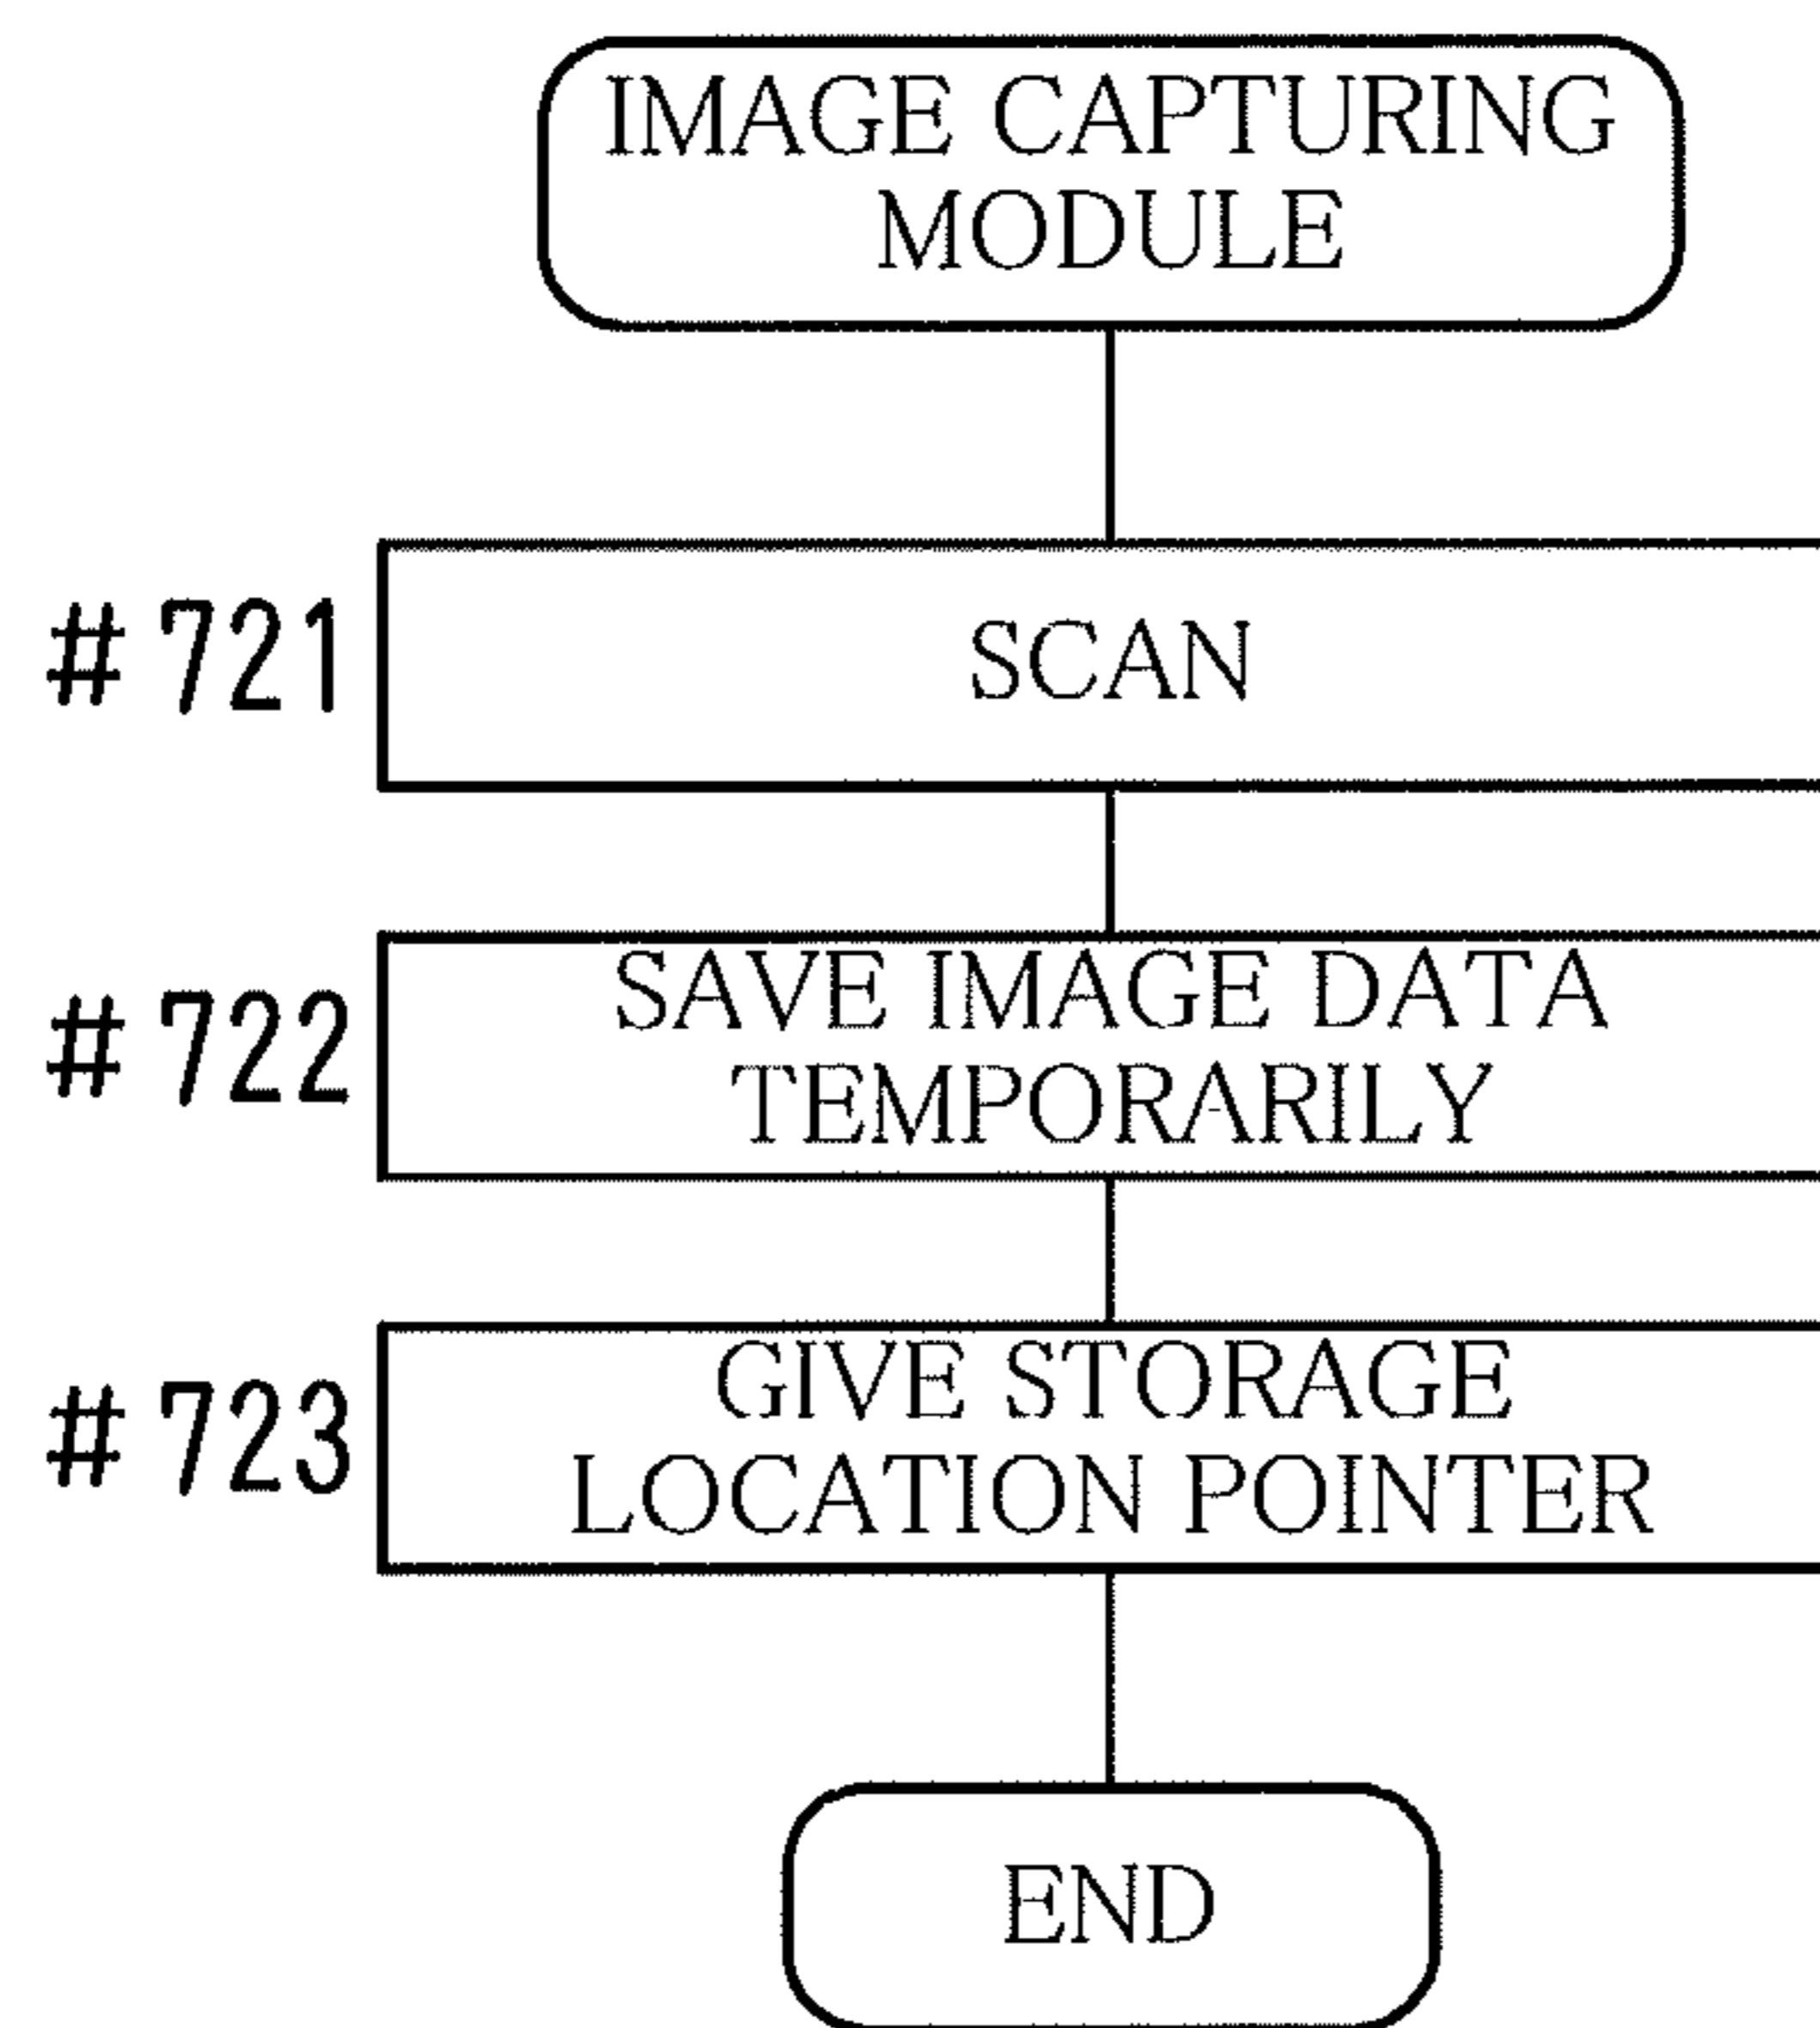 IMAGE CAPTURING
MODULE
#721
SCAN
#722
SAVE IMAGE DATA
TEMPORARILY
#723
GIVE STORAGE
LOCATION POINTER
END